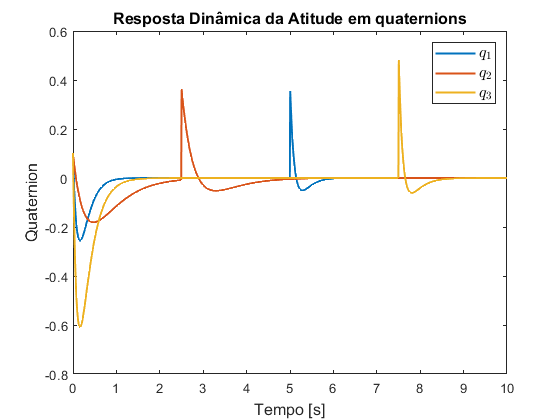 Resposta Dinâmica da Atitude em quaternions
0.6
0.4
0.2
0
-0.2
-0.4
-0.6
-0.8
Quaternion
q1
q2
q3
0 1 2 3 4 5 6 7 8 9 10
Tempo [s]